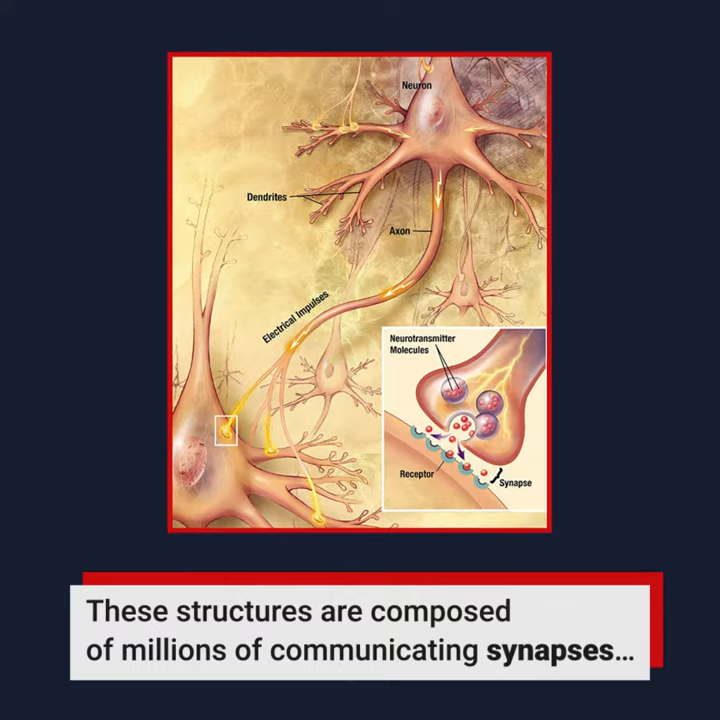 Neuron
Dendrites
Axon
Electrical Impulses
Neurotransmitter
Molecules
Receptor
Synapse
These structures are composed
of millions of communicating synapses...